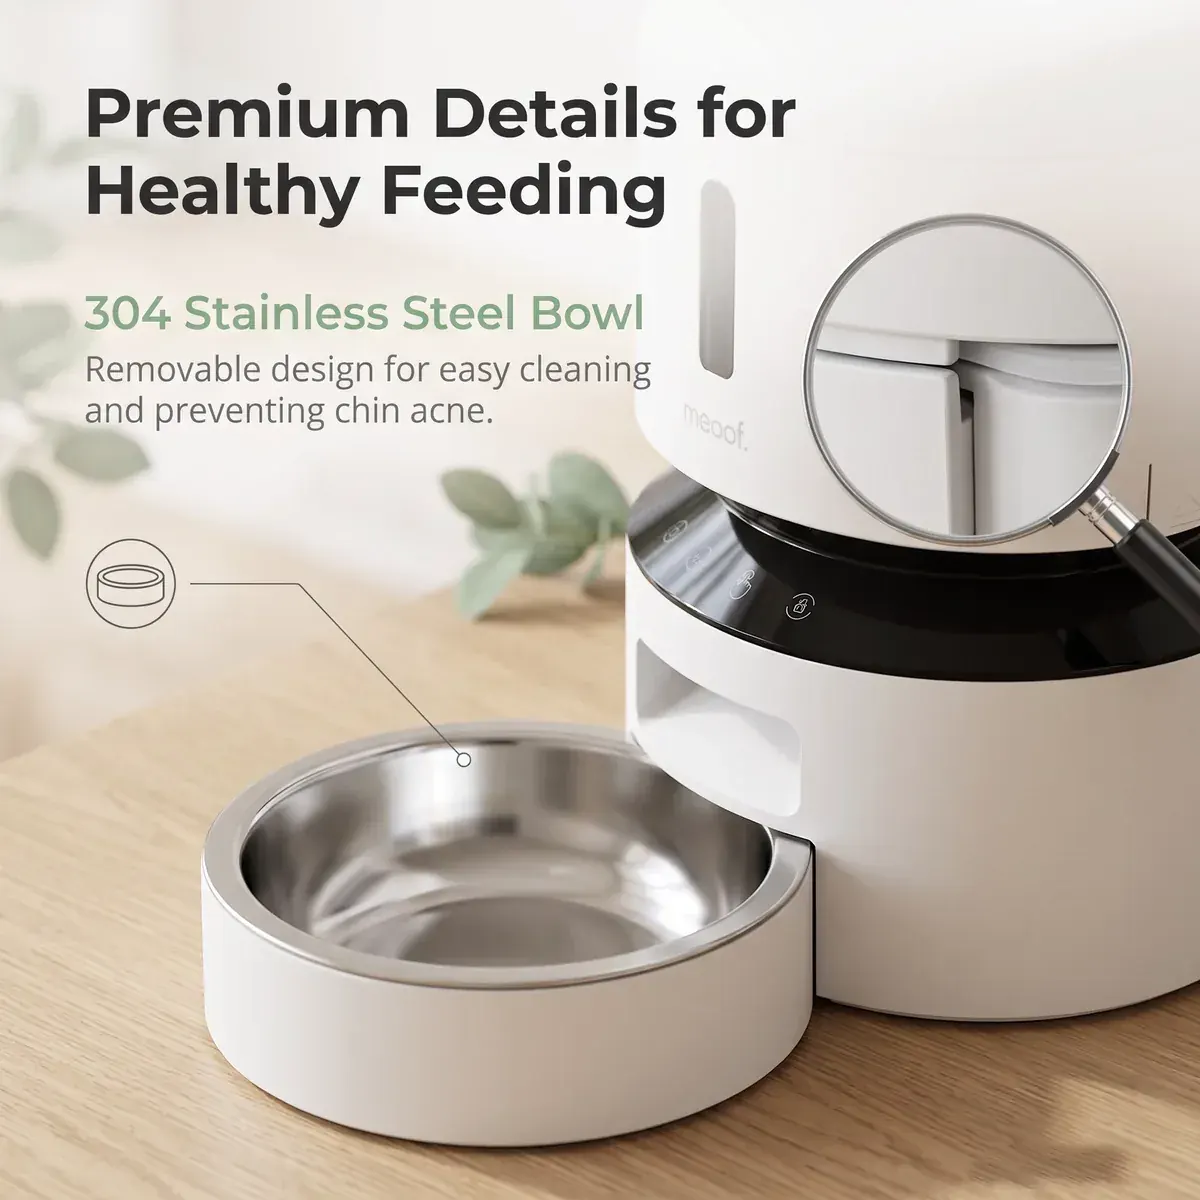 Premium Details for
Healthy Feeding
304 Stainless Steel Bowl
Removable design for easy cleaning
and preventing chin acne.
meoof.